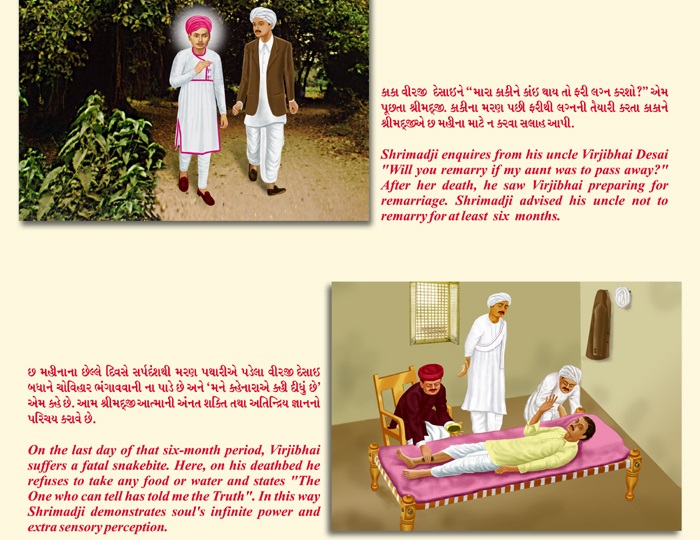 કાકા વીરજી દેસાઇને “મારા કાકીને કાંઇ થાય તો ફરી લગ્ન કરશો?” એમ
પૂછતા શ્રીમદ્જી. કાકીના મરણ પછી ફરીથી લગ્નની તૈયારી કરતા કાકાને
શ્રીમદ્જીએ છ મહીના માટે ન કરવા સલાહ આપી.
Shrimadji enquires from his uncle Virjibhai Desai
"Will you remarry if my aunt was to pass away?"
After her death, he saw Virjibhai preparing for
remarriage. Shrimadji advised his uncle not to
remarry for at least six months.
છ મહીનાના છેલ્લે દિવસે સર્પદંશથી મરણ પથારીએ પડેલા વીરજી દેસાઇ
બધાને ચોવિહાર ભંગાવવાની ના પાડે છે અને ‘મને કહેનારાએ કહી દીધું છે’
એમ કહે છે. આમ શ્રીમદ્જી આત્માની અંનત શક્તિ તથા અતિન્દ્રિય જ્ઞાનનો
પરિચય કરાવે છે.
On the last day of that six-month period, Virjibhai
suffers a fatal snakebite. Here, on his deathbed he
refuses to take any food or water and states "The
One who can tell has told me the Truth". In this way
Shrimadji demonstrates soul's infinite power and
extra sensory perception.